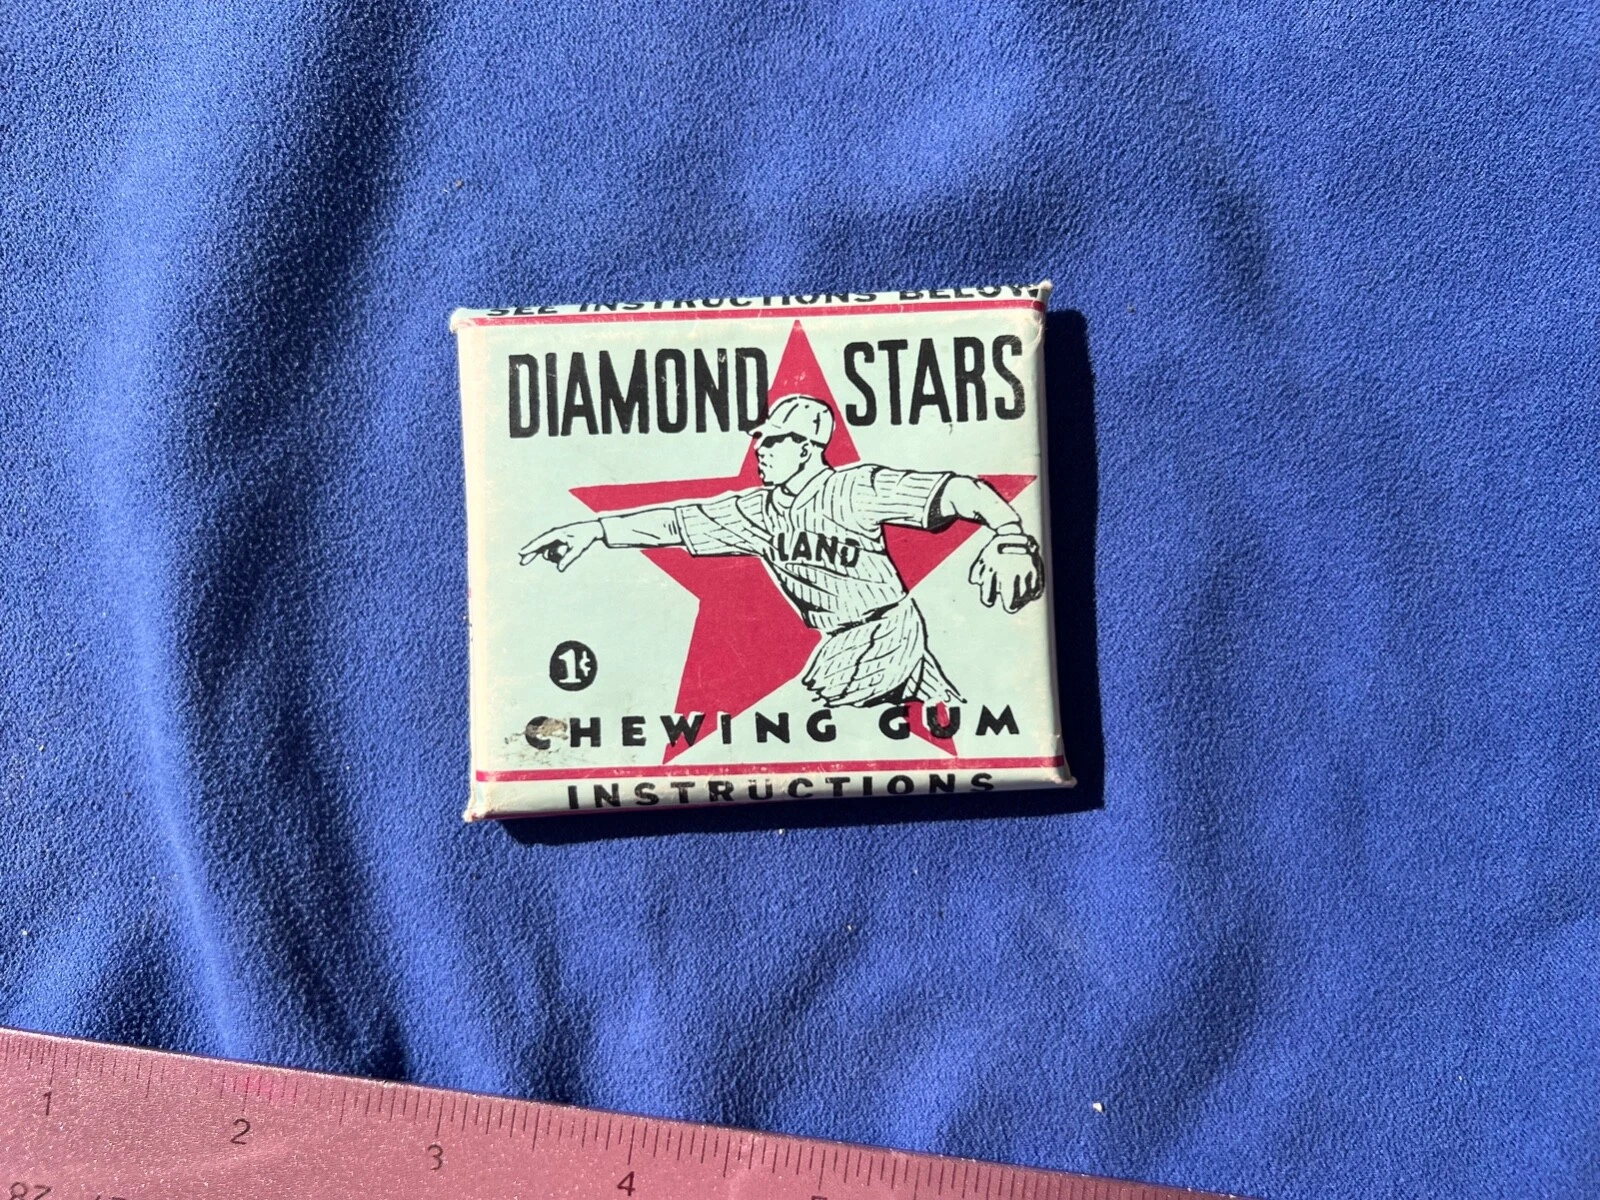 SEE INSTRUCTIONS BELOW
DIAMOND STARS
LAND
1¢
CHEWING GUM
INSTRUCTIONS
1
2
3
4